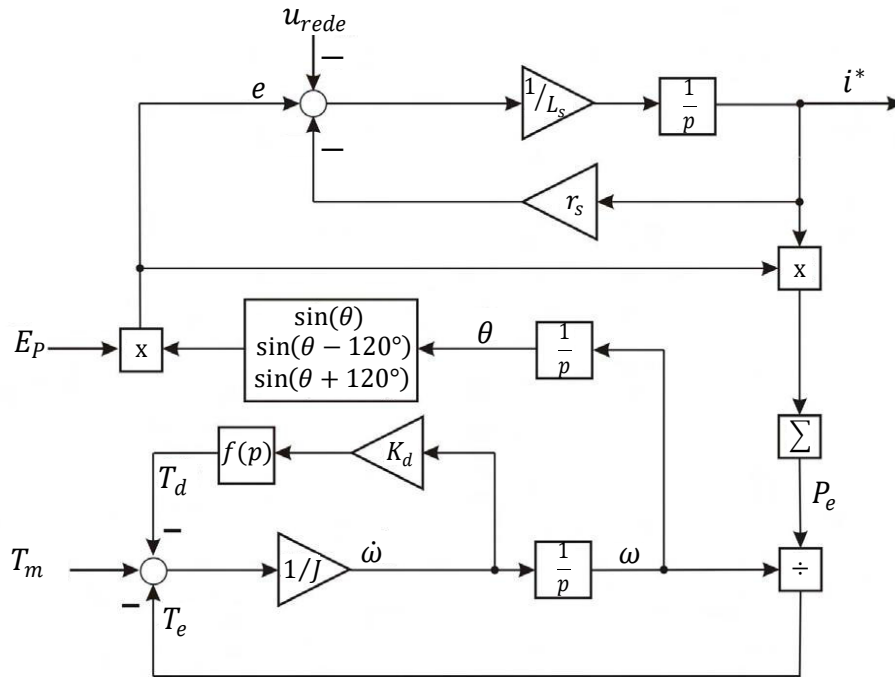 u_rede
−
e
1/L_s
1/p
i*
−
r_s
x
E_P
x
sin(θ)
sin(θ − 120°)
sin(θ + 120°)
θ
1/p
∑
T_d
f(p)
K_d
P_e
−
T_m
1/J
ω̇
1/p
ω
÷
−
T_e